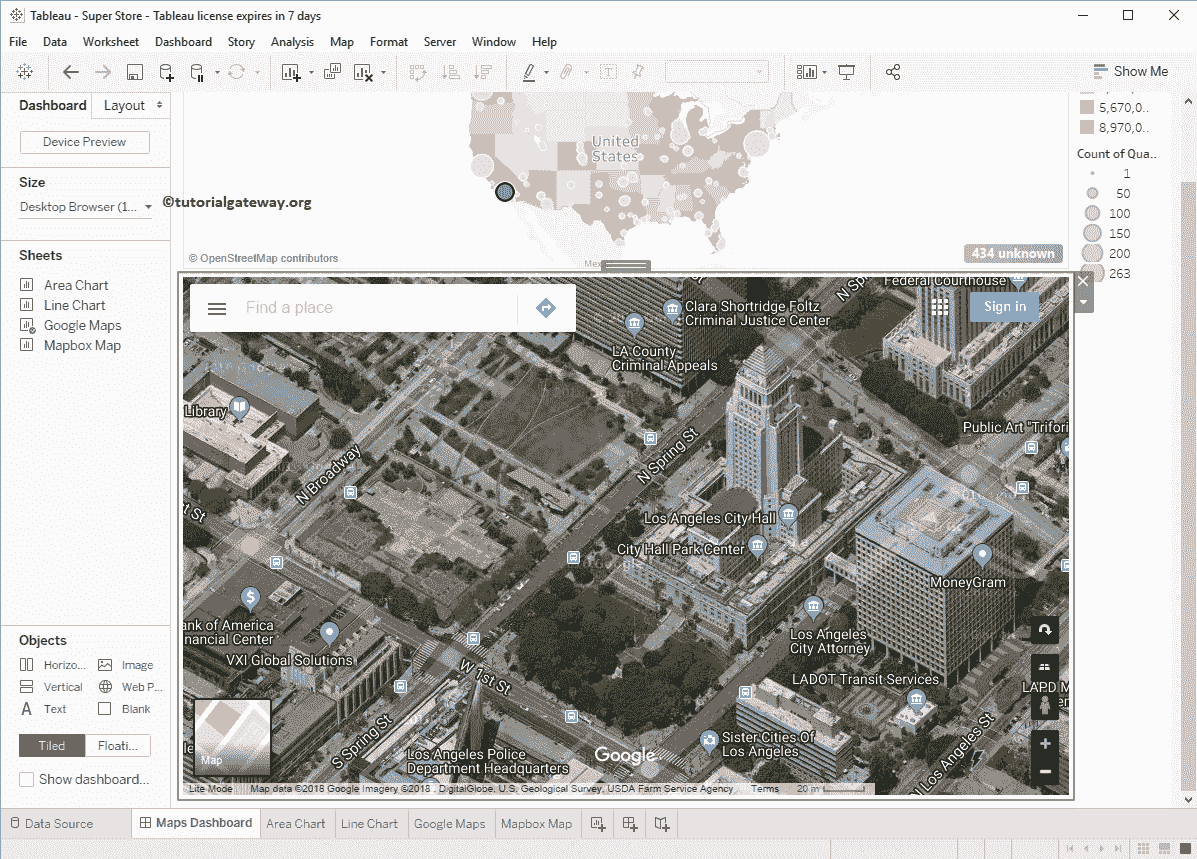 Tableau - Super Store - Tableau license expires in 7 days
File Data Worksheet Dashboard Story Analysis Map Format Server Window Help
Show Me
Dashboard Layout
Device Preview
Size
Desktop Browser (1...
©tutorialgateway.org
Sheets
Area Chart
Line Chart
Google Maps
Mapbox Map
Objects
Horizo... Image
Vertical Web P...
A Text Blank
Tiled Floati...
Show dashboard...
United
States
© OpenStreetMap contributors
Mex
434 unknown
5,670,0..
8,970,0..
Count of Qua..
1
50
100
150
200
263
Find a place
Sign in
Federal Courthouse
N Sp
Clara Shortridge Foltz
Criminal Justice Center
LA County
Criminal Appeals
Library
Public Art "Trifori
N Broadway
N Spring St
t St
Los Angeles City Hall
City Hall Park Center
MoneyGram
$
ank of America
nancial Center
VXI Global Solutions
Los Angeles
City Attorney
LADOT Transit Services
LAPD M
W 1st St
S Spring St
Los Angeles Police
Department Headquarters
Google
Sister Cities Of
Los Angeles
N Los Angeles St
Map
Lite Mode Map data ©2018 Google Imagery ©2018 , DigitalGlobe, U.S. Geological Survey, USDA Farm Service Agency Terms 20 m
Data Source Maps Dashboard Area Chart Line Chart Google Maps Mapbox Map